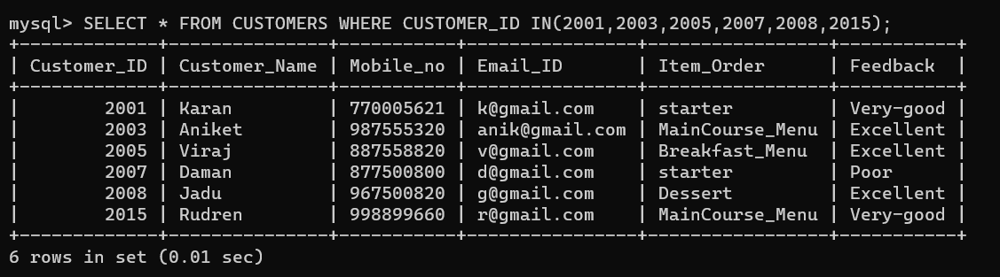 mysql> SELECT * FROM CUSTOMERS WHERE CUSTOMER_ID IN(2001,2003,2005,2007,2008,2015);
+-------------+---------------+-----------+----------------+-----------------+-----------+
| Customer_ID | Customer_Name | Mobile_no | Email_ID       | Item_Order      | Feedback  |
+-------------+---------------+-----------+----------------+-----------------+-----------+
|        2001 | Karan         | 770005621 | k@gmail.com    | starter         | Very-good |
|        2003 | Aniket        | 987555320 | anik@gmail.com | MainCourse_Menu | Excellent |
|        2005 | Viraj         | 887558820 | v@gmail.com    | Breakfast_Menu  | Excellent |
|        2007 | Daman         | 877500800 | d@gmail.com    | starter         | Poor      |
|        2008 | Jadu          | 967500820 | g@gmail.com    | Dessert         | Excellent |
|        2015 | Rudren        | 998899660 | r@gmail.com    | MainCourse_Menu | Very-good |
+-------------+---------------+-----------+----------------+-----------------+-----------+
6 rows in set (0.01 sec)